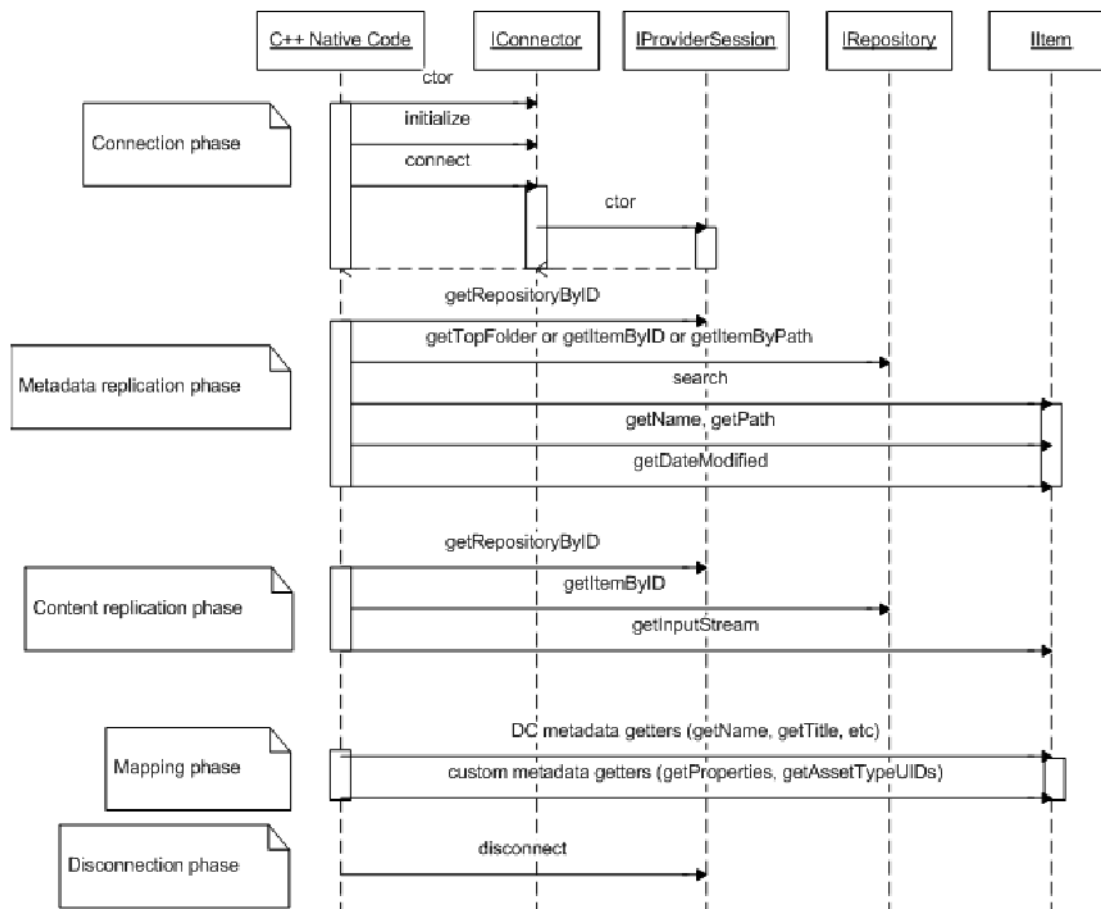 C++ Native Code
IConnector
IProviderSession
IRepository
IItem
ctor
initialize
Connection phase
connect
ctor
getRepositoryByID
getTopFolder or getItemByID or getItemByPath
search
Metadata replication phase
getName, getPath
getDateModified
getRepositoryByID
getItemByID
Content replication phase
getInputStream
DC metadata getters (getName, getTitle, etc)
Mapping phase
custom metadata getters (getProperties, getAssetTypeUIDs)
disconnect
Disconnection phase